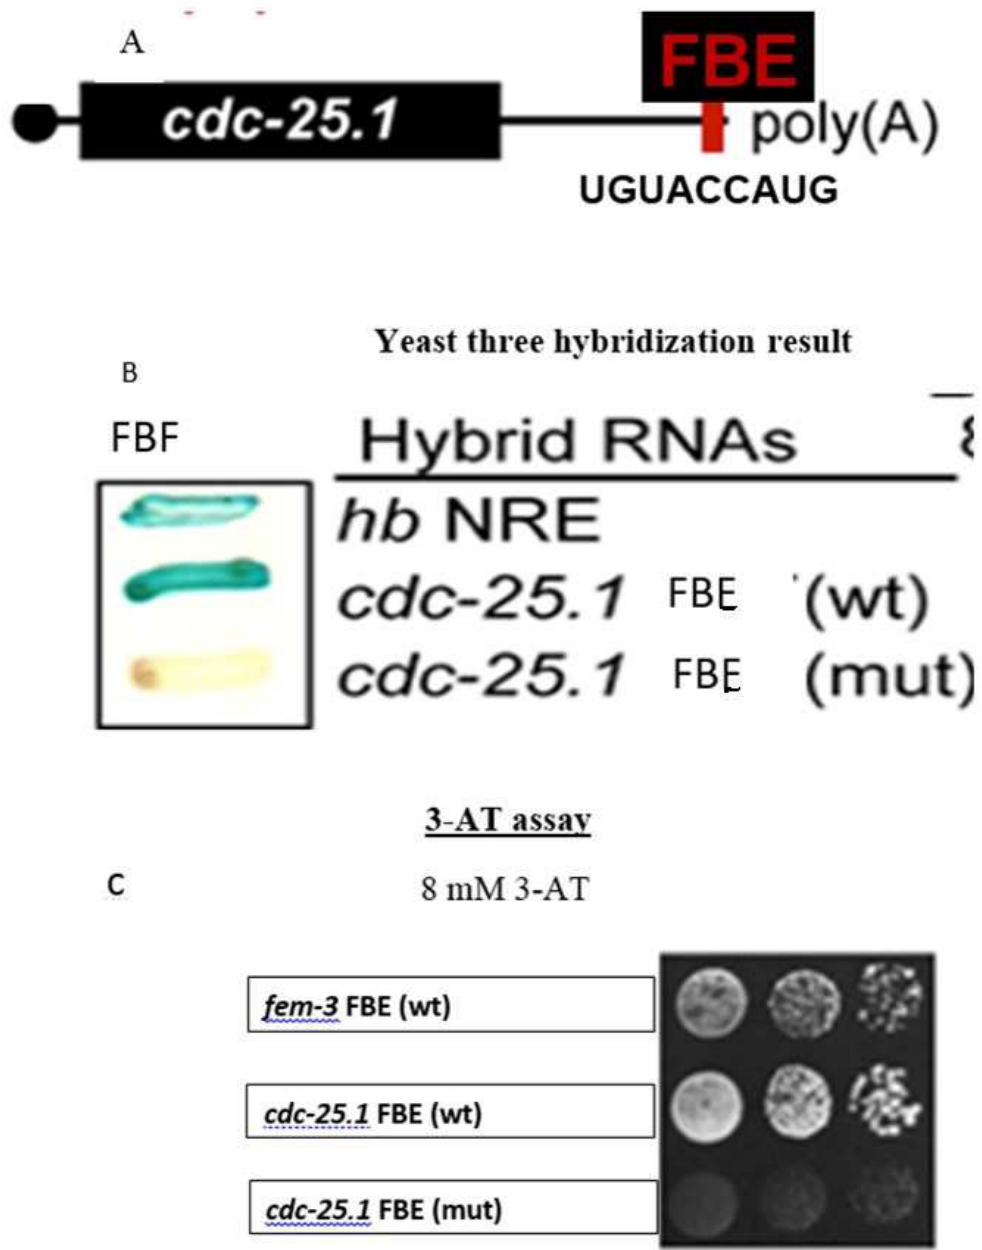 A
FBE
cdc-25.1
poly(A)
UGUACCAUG
Yeast three hybridization result
B
FBF
Hybrid RNAs
hb NRE
cdc-25.1 FBE (wt)
cdc-25.1 FBE (mut)
3-AT assay
C
8 mM 3-AT
fem-3 FBE (wt)
cdc-25.1 FBE (wt)
cdc-25.1 FBE (mut)